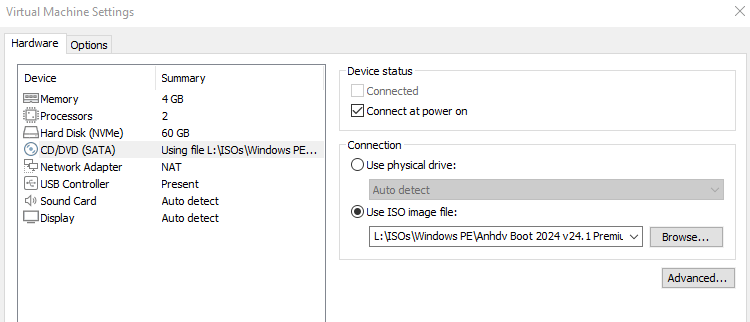 Virtual Machine Settings
Hardware Options
Device Summary
Memory 4 GB
Processors 2
Hard Disk (NVMe) 60 GB
CD/DVD (SATA) Using file L:\ISOs\Windows PE...
Network Adapter NAT
USB Controller Present
Sound Card Auto detect
Display Auto detect
Device status
Connected
Connect at power on
Connection
Use physical drive:
Auto detect
Use ISO image file:
L:\ISOs\Windows PE\Anhdv Boot 2024 v24.1 Premiu
Browse...
Advanced...